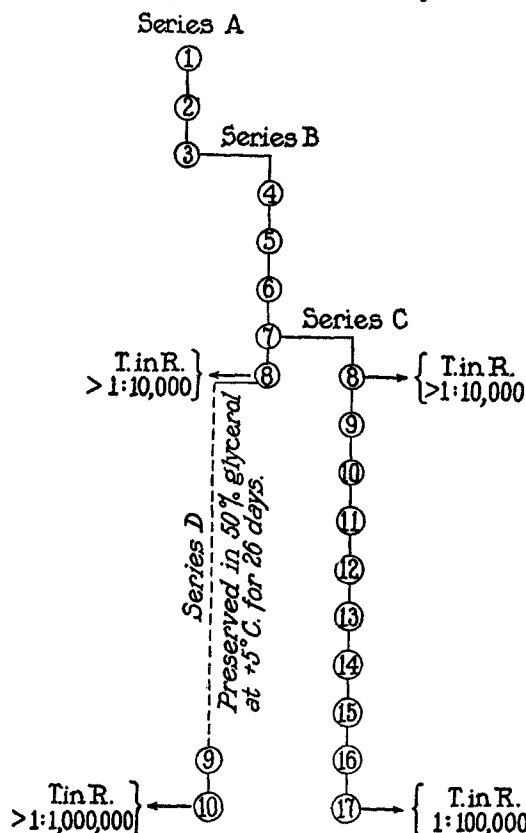 Series A
①
②
③
Series B
④
⑤
⑥
⑦
Series C
T. in R.
> 1:10,000
⑧
⑧
T. in R.
>1:10,000
⑨
⑩
⑪
⑫
⑬
⑭
⑮
⑯
⑰
Series D
Preserved in 50% glyceral
at +5°C. for 26 days.
⑨
⑩
T. in R.
>1:1,000,000
T. in R.
1:100,000